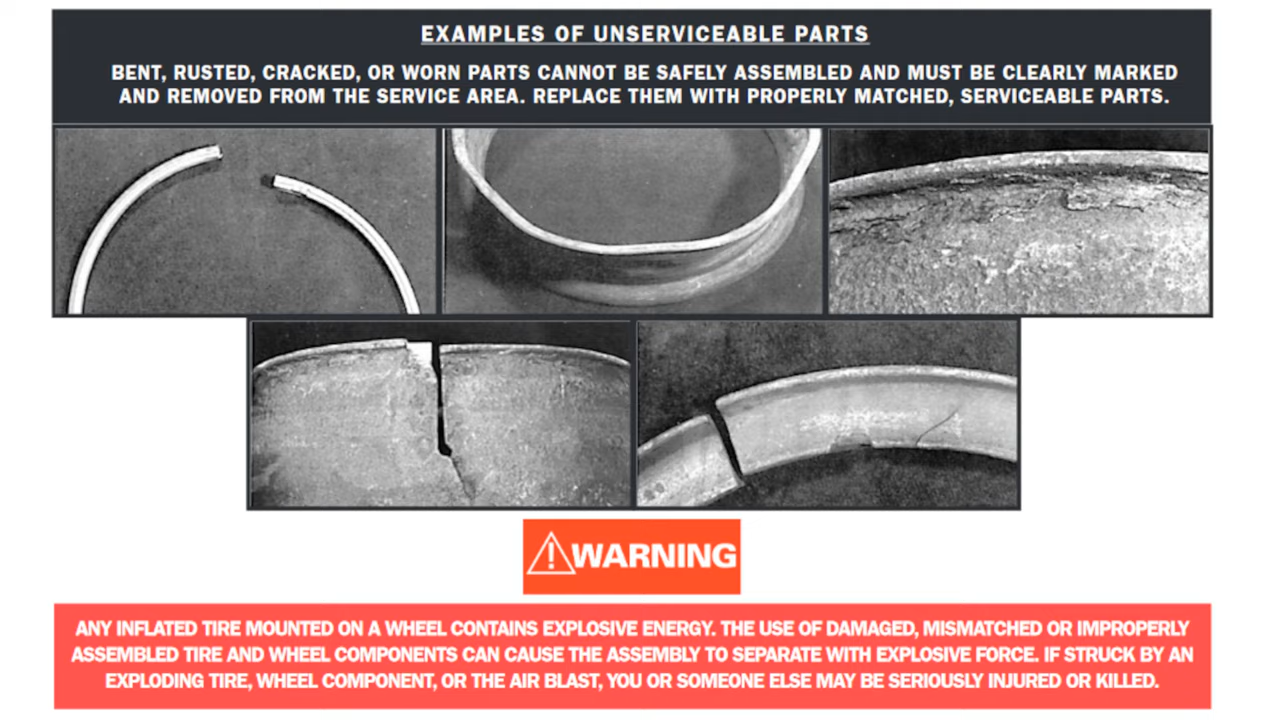 EXAMPLES OF UNSERVICEABLE PARTS
BENT, RUSTED, CRACKED, OR WORN PARTS CANNOT BE SAFELY ASSEMBLED AND MUST BE CLEARLY MARKED
AND REMOVED FROM THE SERVICE AREA. REPLACE THEM WITH PROPERLY MATCHED, SERVICEABLE PARTS.
WARNING
ANY INFLATED TIRE MOUNTED ON A WHEEL CONTAINS EXPLOSIVE ENERGY. THE USE OF DAMAGED, MISMATCHED OR IMPROPERLY
ASSEMBLED TIRE AND WHEEL COMPONENTS CAN CAUSE THE ASSEMBLY TO SEPARATE WITH EXPLOSIVE FORCE. IF STRUCK BY AN
EXPLODING TIRE, WHEEL COMPONENT, OR THE AIR BLAST, YOU OR SOMEONE ELSE MAY BE SERIOUSLY INJURED OR KILLED.